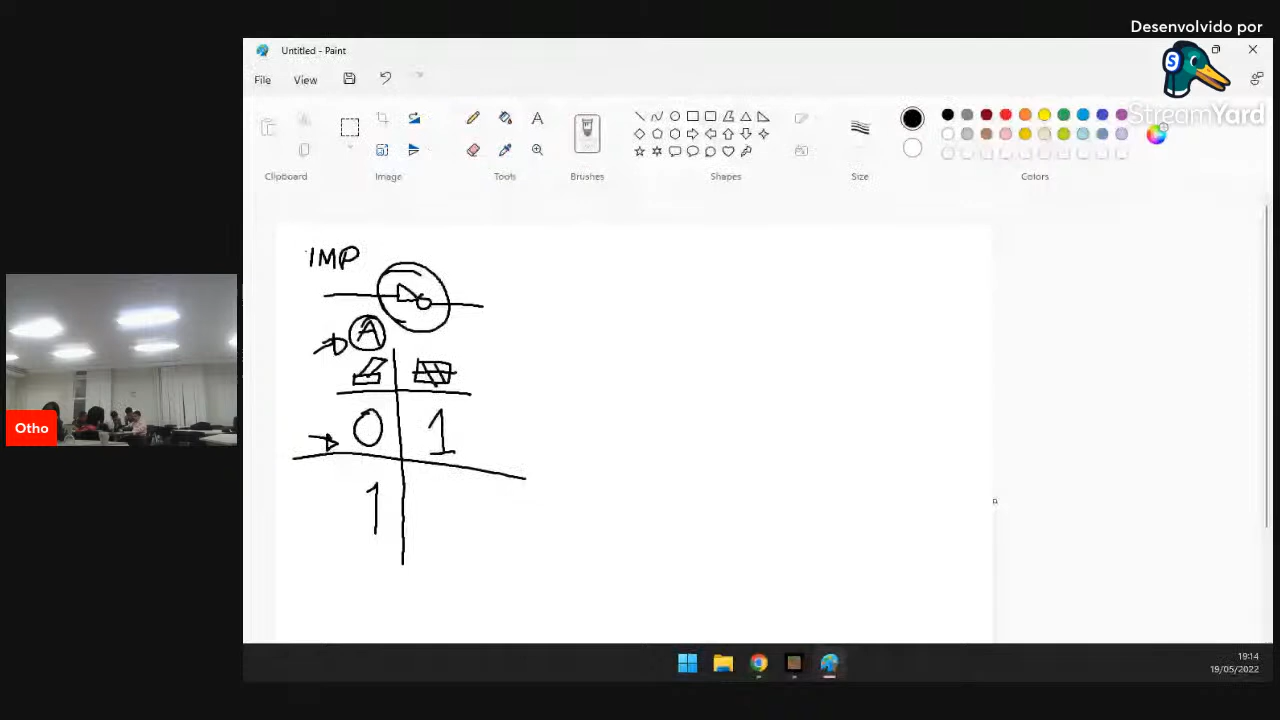 Desenvolvido por
StreamYard
Untitled - Paint
File View
Clipboard Image Tools Brushes Shapes Size Colors
IMP
A
0 1
1
Otho
19:14
19/05/2022